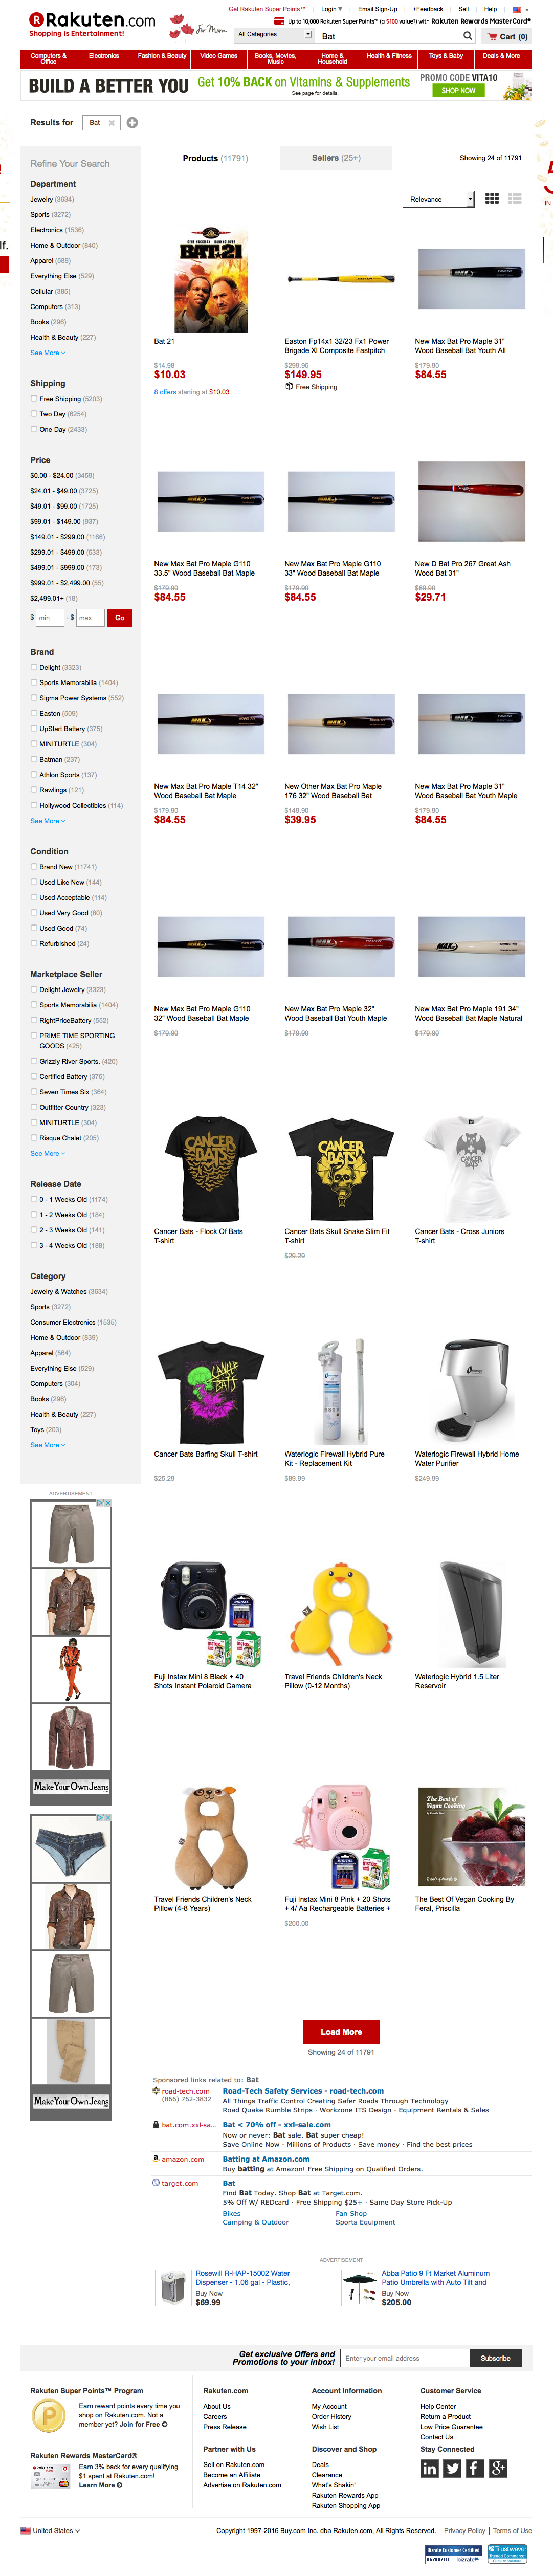 Get Rakuten Super Points™
Login
Email Sign-Up
+Feedback
Sell
Help
Rakuten.com
Shopping is Entertainment!
for Mom
Up to 10,000 Rakuten Super Points™ (a $100 value†) with Rakuten Rewards MasterCard®
All Categories
Bat
Cart (0)
Computers & Office
Electronics
Fashion & Beauty
Video Games
Books, Movies, Music
Home & Household
Health & Fitness
Toys & Baby
Deals & More
BUILD A BETTER YOU
Get 10% BACK on Vitamins & Supplements
See page for details.
PROMO CODE VITA10
SHOP NOW
Results for
Bat
Refine Your Search
Department
Jewelry (3634)
Sports (3272)
Electronics (1536)
Home & Outdoor (840)
Apparel (589)
Everything Else (529)
Cellular (385)
Computers (313)
Books (296)
Health & Beauty (227)
See More
Shipping
Free Shipping (5203)
Two Day (6254)
One Day (2433)
Price
$0.00 - $24.00 (3459)
$24.01 - $49.00 (3725)
$49.01 - $99.00 (1725)
$99.01 - $149.00 (937)
$149.01 - $299.00 (1166)
$299.01 - $499.00 (533)
$499.01 - $999.00 (173)
$999.01 - $2,499.00 (55)
$2,499.01+ (18)
$ min - $ max Go
Brand
Delight (3323)
Sports Memorabilia (1404)
Sigma Power Systems (552)
Easton (509)
UpStart Battery (375)
MINITURTLE (304)
Batman (237)
Athlon Sports (137)
Rawlings (121)
Hollywood Collectibles (114)
See More
Condition
Brand New (11741)
Used Like New (144)
Used Acceptable (114)
Used Very Good (80)
Used Good (74)
Refurbished (24)
Marketplace Seller
Delight Jewelry (3323)
Sports Memorabilia (1404)
RightPriceBattery (552)
PRIME TIME SPORTING
GOODS (425)
Grizzly River Sports. (420)
Certified Battery (375)
Seven Times Six (364)
Outfitter Country (323)
MINITURTLE (304)
Risque Chalet (205)
See More
Release Date
0 - 1 Weeks Old (1174)
1 - 2 Weeks Old (184)
2 - 3 Weeks Old (141)
3 - 4 Weeks Old (188)
Category
Jewelry & Watches (3634)
Sports (3272)
Consumer Electronics (1535)
Home & Outdoor (839)
Apparel (564)
Everything Else (529)
Computers (304)
Books (296)
Health & Beauty (227)
Toys (203)
See More
ADVERTISEMENT
MakeYourOwnJeans
MakeYourOwnJeans
Products (11791)
Sellers (25+)
Showing 24 of 11791
Relevance
BAT★21
Bat 21
$14.98
$10.03
8 offers starting at $10.03
Easton Fp14x1 32/23 Fx1 Power
Brigade Xl Composite Fastpitch
$299.95
$149.95
Free Shipping
New Max Bat Pro Maple 31"
Wood Baseball Bat Youth All
$179.90
$84.55
New Max Bat Pro Maple G110
33.5" Wood Baseball Bat Maple
$179.90
$84.55
New Max Bat Pro Maple G110
33" Wood Baseball Bat Maple
$179.90
$84.55
New D Bat Pro 267 Great Ash
Wood Bat 31"
$69.90
$29.71
New Max Bat Pro Maple T14 32"
Wood Baseball Bat Maple
$179.90
$84.55
New Other Max Bat Pro Maple
176 32" Wood Baseball Bat
$149.90
$39.95
New Max Bat Pro Maple 31"
Wood Baseball Bat Youth Maple
$179.90
$84.55
New Max Bat Pro Maple G110
32" Wood Baseball Bat Maple
$179.90
New Max Bat Pro Maple 32"
Wood Baseball Bat Youth Maple
$179.90
New Max Bat Pro Maple 191 34"
Wood Baseball Bat Maple Natural
$179.90
CANCER BATS
Cancer Bats - Flock Of Bats
T-shirt
CANCER BATS
Cancer Bats Skull Snake Slim Fit
T-shirt
$29.29
CANCER BATS
Cancer Bats - Cross Juniors
T-shirt
Cancer Bats Barfing Skull T-shirt
$25.29
Waterlogic Firewall Hybrid Pure
Kit - Replacement Kit
$89.99
Waterlogic Firewall Hybrid Home
Water Purifier
$249.99
Fuji Instax Mini 8 Black + 40
Shots Instant Polaroid Camera
Travel Friends Children's Neck
Pillow (0-12 Months)
Waterlogic Hybrid 1.5 Liter
Reservoir
Travel Friends Children's Neck
Pillow (4-8 Years)
Fuji Instax Mini 8 Pink + 20 Shots
+ 4/ Aa Rechargeable Batteries +
$200.00
The Best of
Vegan Cooking
The Best Of Vegan Cooking By
Feral, Priscilla
Load More
Showing 24 of 11791
Sponsored links related to: Bat
road-tech.com
(866) 762-3832
Road-Tech Safety Services - road-tech.com
All Things Traffic Control Creating Safer Roads Through Technology
Road Quake Rumble Strips · Workzone ITS Design · Equipment Rentals & Sales
bat.com.xxl-sa...
Bat < 70% off - xxl-sale.com
Now or never: Bat sale. Bat super cheap!
Save Online Now · Millions of Products · Save money · Find the best prices
amazon.com
Batting at Amazon.com
Buy batting at Amazon! Free Shipping on Qualified Orders.
target.com
Bat
Find Bat Today. Shop Bat at Target.com.
5% Off W/ REDcard · Free Shipping $25+ · Same Day Store Pick-Up
Bikes
Fan Shop
Camping & Outdoor
Sports Equipment
ADVERTISEMENT
Rosewill R-HAP-15002 Water
Dispenser - 1.06 gal - Plastic,
Buy Now
$69.99
Abba Patio 9 Ft Market Aluminum
Patio Umbrella with Auto Tilt and
Buy Now
$205.00
Get exclusive Offers and
Promotions to your inbox!
Enter your email address
Subscribe
Rakuten Super Points™ Program
Earn reward points every time you
shop on Rakuten.com. Not a
member yet? Join for Free
Rakuten Rewards MasterCard®
Earn 3% back for every qualifying
$1 spent at Rakuten.com!
Learn More
Rakuten.com
About Us
Careers
Press Release
Partner with Us
Sell on Rakuten.com
Become an Affiliate
Advertise on Rakuten.com
Account Information
My Account
Order History
Wish List
Discover and Shop
Deals
Clearance
What's Shakin'
Rakuten Rewards App
Rakuten Shopping App
Customer Service
Help Center
Return a Product
Low Price Guarantee
Contact Us
Stay Connected
United States
Copyright 1997-2016 Buy.com Inc. dba Rakuten.com, All Rights Reserved.
Privacy Policy | Terms of Use
Bizrate Customer Certified
05/06/16 bizrate
Trustwave